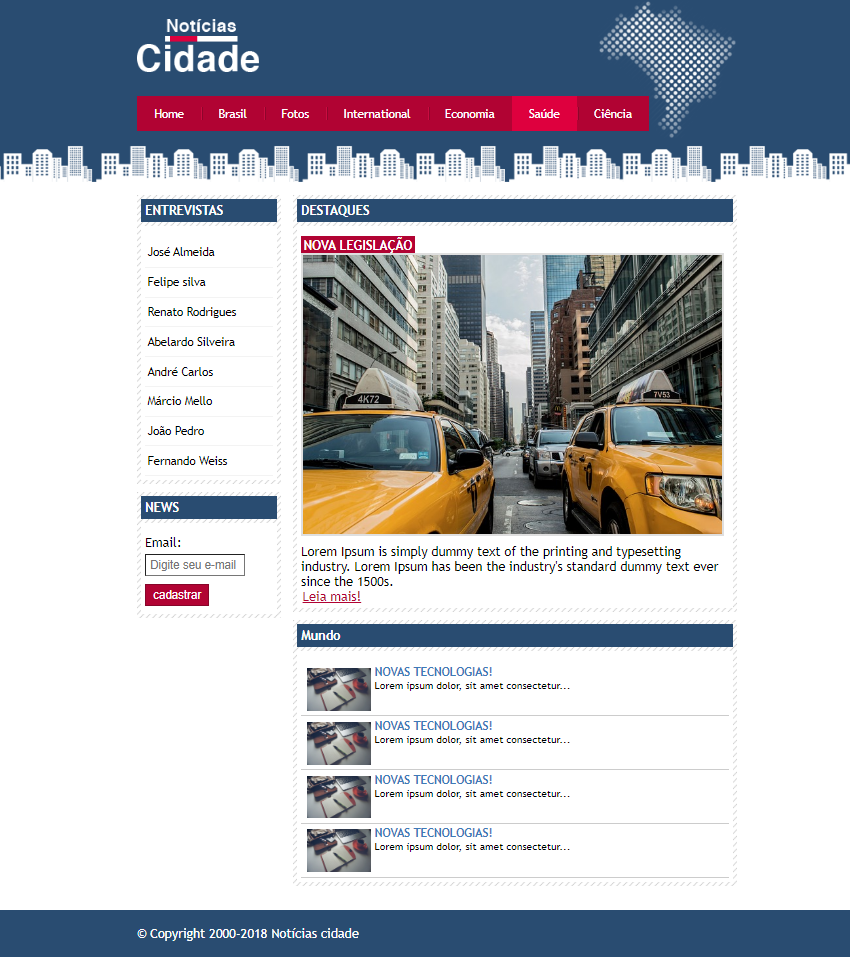 Notícias
Cidade
Home Brasil Fotos International Economia Saúde Ciência
ENTREVISTAS
José Almeida
Felipe silva
Renato Rodrigues
Abelardo Silveira
André Carlos
Márcio Mello
João Pedro
Fernando Weiss
NEWS
Email:
Digite seu e-mail
cadastrar
DESTAQUES
NOVA LEGISLAÇÃO
4K72
7V53
Lorem Ipsum is simply dummy text of the printing and typesetting
industry. Lorem Ipsum has been the industry's standard dummy text ever
since the 1500s.
Leia mais!
Mundo
NOVAS TECNOLOGIAS!
Lorem ipsum dolor, sit amet consectetur...
NOVAS TECNOLOGIAS!
Lorem ipsum dolor, sit amet consectetur...
NOVAS TECNOLOGIAS!
Lorem ipsum dolor, sit amet consectetur...
NOVAS TECNOLOGIAS!
Lorem ipsum dolor, sit amet consectetur...
© Copyright 2000-2018 Notícias cidade